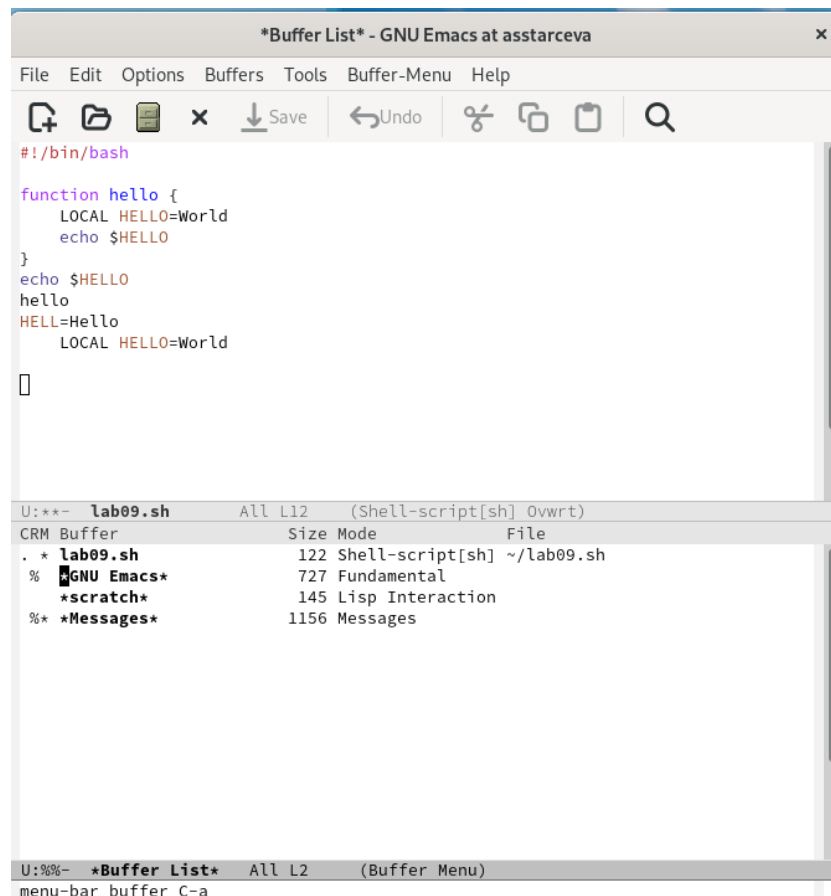 *Buffer List* - GNU Emacs at asstarceva ×
File Edit Options Buffers Tools Buffer-Menu Help
Save Undo
#!/bin/bash
function hello {
    LOCAL HELLO=World
    echo $HELLO
}
echo $HELLO
hello
HELL=Hello
    LOCAL HELLO=World
U:**-  lab09.sh       All L12    (Shell-script[sh] Ovwrt)
CRM Buffer                 Size Mode             File
. * lab09.sh                122 Shell-script[sh] ~/lab09.sh
 %  *GNU Emacs*             727 Fundamental
    *scratch*               145 Lisp Interaction
 %* *Messages*             1156 Messages
U:%%-  *Buffer List*   All L2     (Buffer Menu)
menu-bar buffer C-a